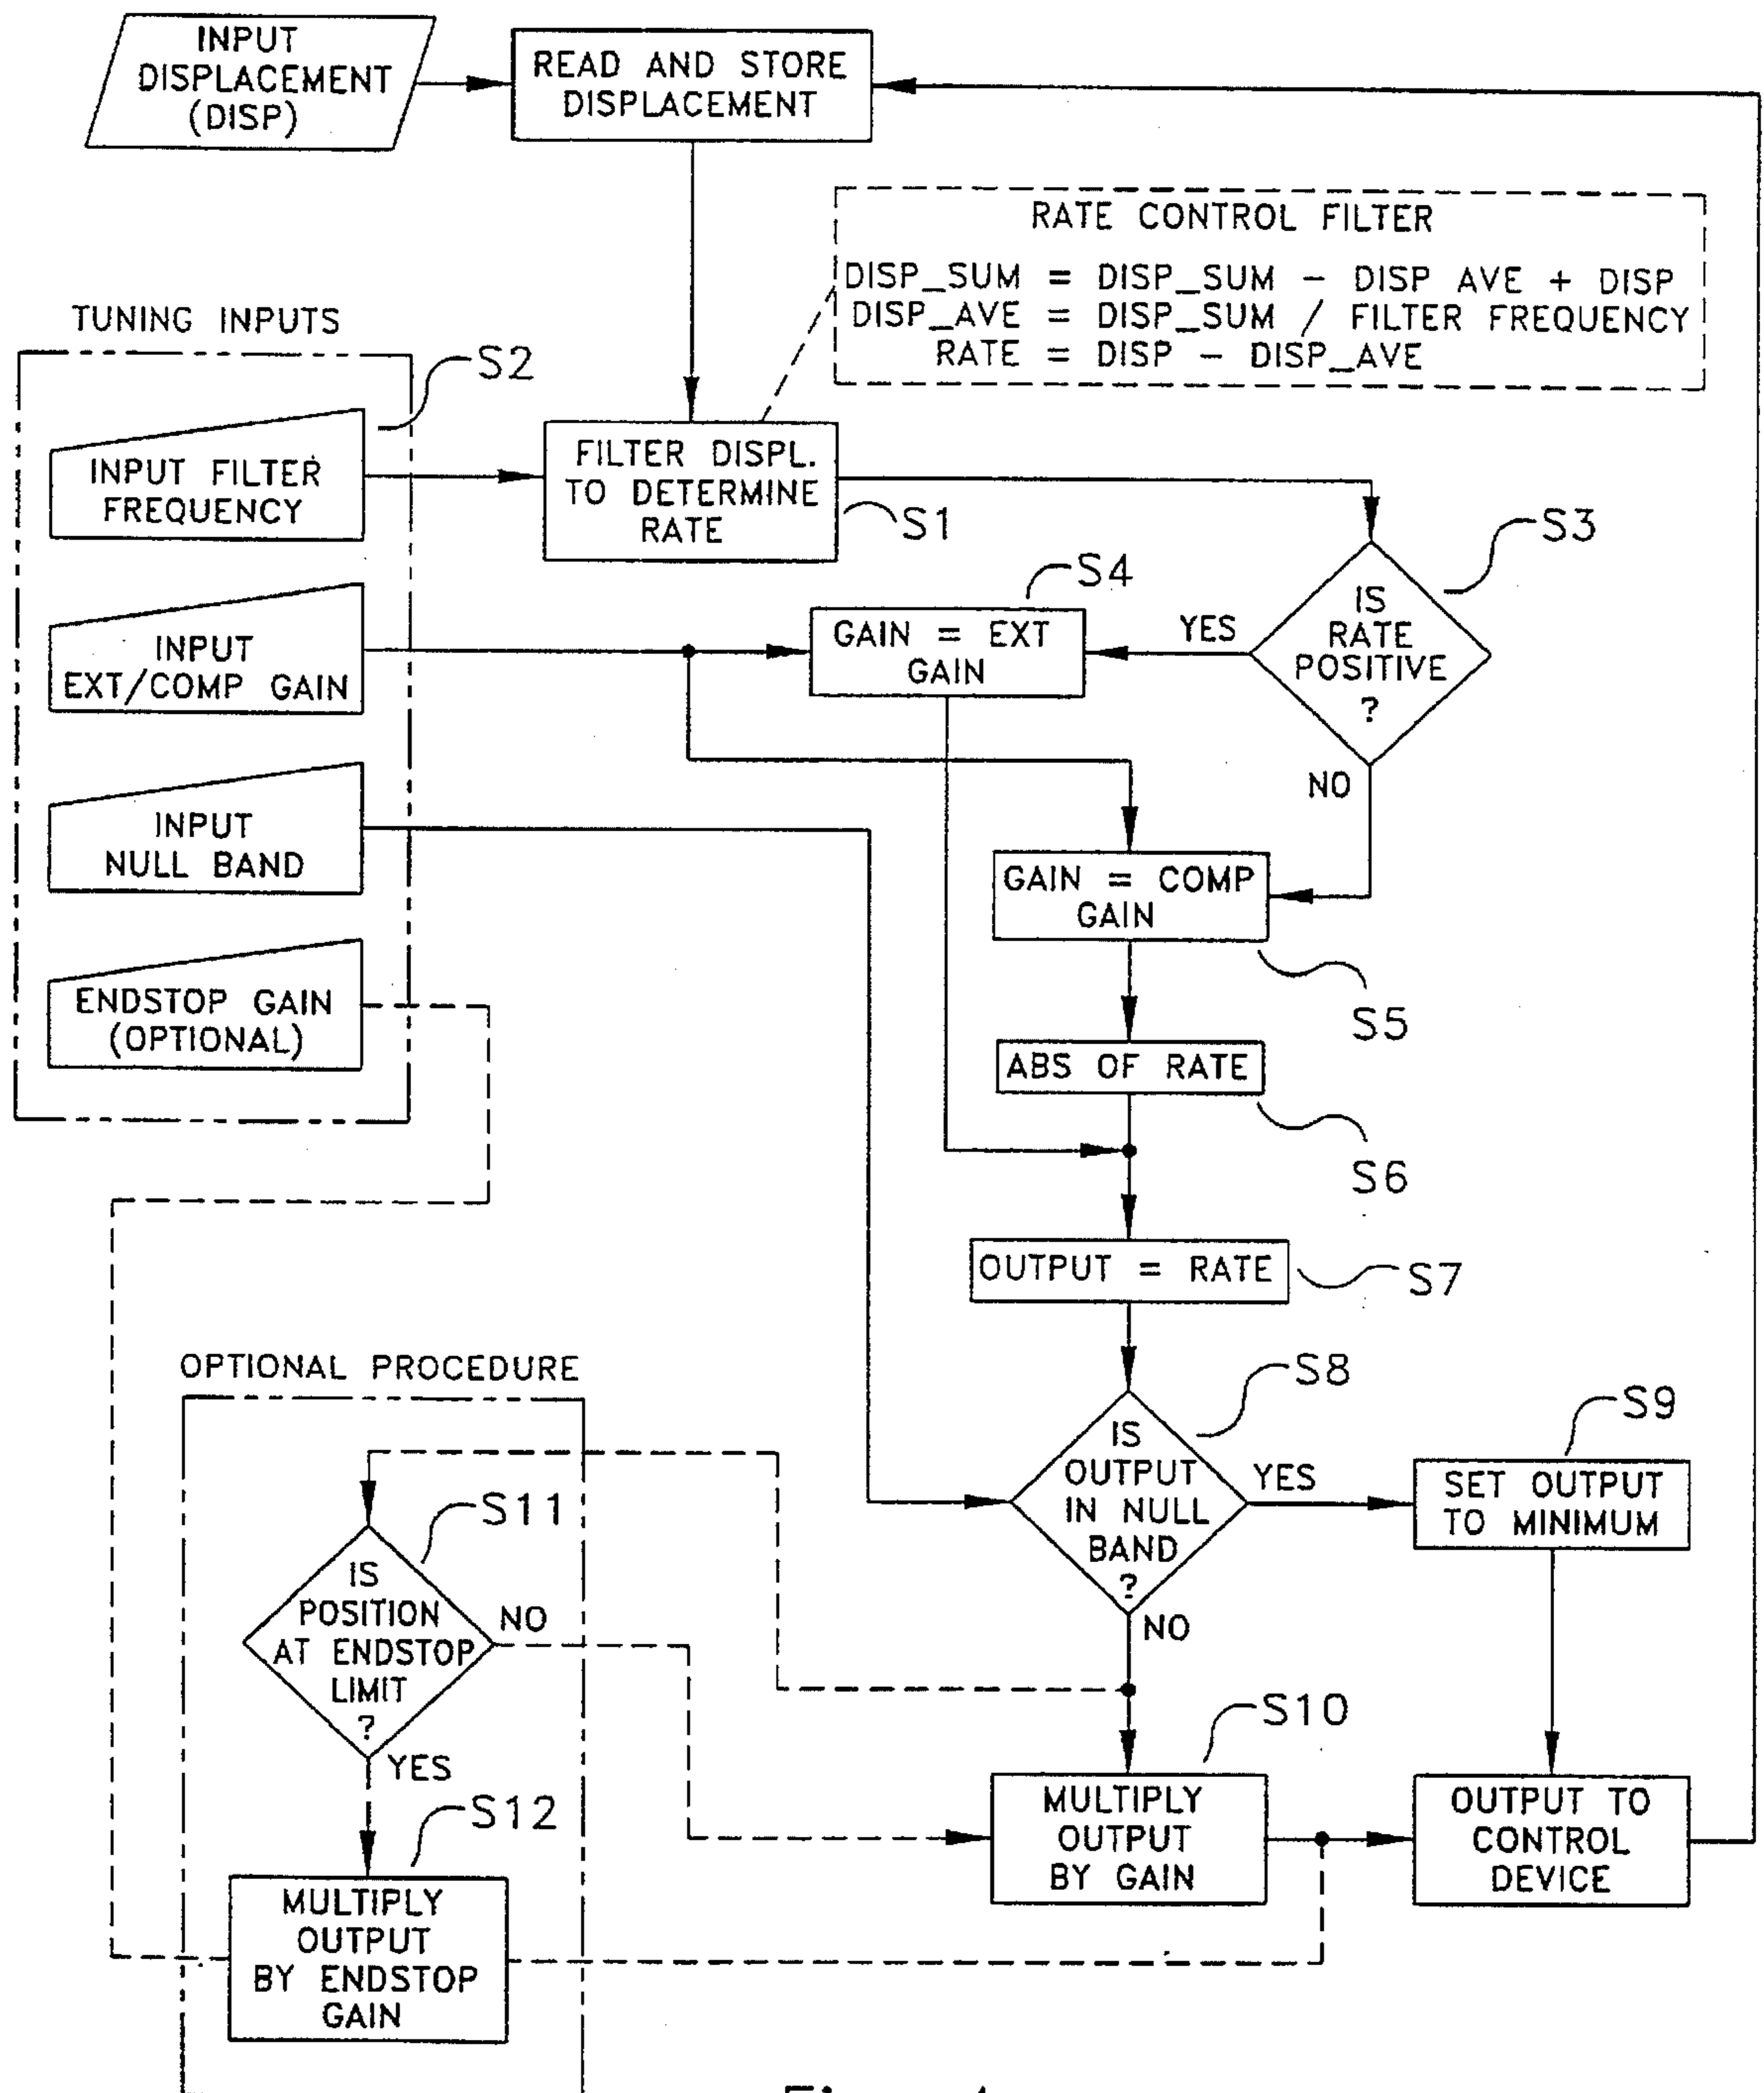 INPUT
DISPLACEMENT
(DISP)
READ AND STORE
DISPLACEMENT
RATE CONTROL FILTER
DISP_SUM = DISP_SUM - DISP AVE + DISP
DISP_AVE = DISP_SUM / FILTER FREQUENCY
RATE = DISP - DISP_AVE
TUNING INPUTS
S2
INPUT FILTER
FREQUENCY
FILTER DISPL.
TO DETERMINE
RATE
S1
S3
IS
RATE
POSITIVE
?
YES
NO
S4
GAIN = EXT
GAIN
INPUT
EXT/COMP GAIN
INPUT
NULL BAND
GAIN = COMP
GAIN
S5
ENDSTOP GAIN
(OPTIONAL)
ABS OF RATE
S6
OUTPUT = RATE
S7
OPTIONAL PROCEDURE
S8
IS
OUTPUT
IN NULL
BAND
?
YES
NO
S9
SET OUTPUT
TO MINIMUM
S11
IS
POSITION
AT ENDSTOP
LIMIT
?
NO
YES
S10
MULTIPLY
OUTPUT
BY GAIN
OUTPUT TO
CONTROL
DEVICE
S12
MULTIPLY
OUTPUT
BY ENDSTOP
GAIN